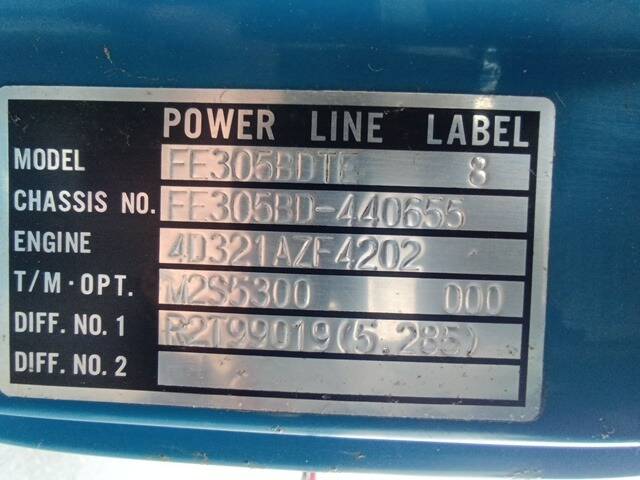 POWER LINE LABEL
MODEL FE305BDTE 8
CHASSIS NO. FE305BD-440655
ENGINE 4D321AZF4202
T/M·OPT. M2S5300 000
DIFF. NO. 1 R2T99019(5.285)
DIFF. NO. 2